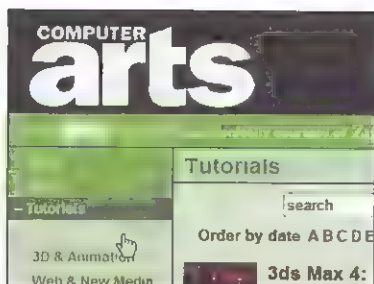 COMPUTER
arts
Tutorials
– Tutorials
search
Order by date A B C D E
3D & Animation
3ds Max 4:
Web & New Media